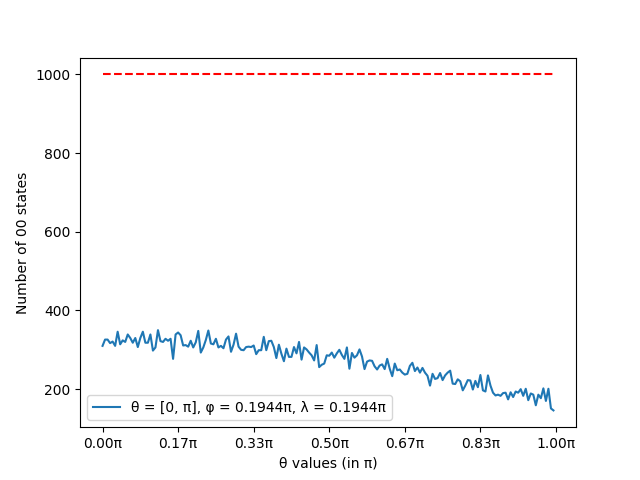 1000
800
600
400
200
Number of 00 states
θ = [0, π], φ = 0.1944π, λ = 0.1944π
0.00π 0.17π 0.33π 0.50π 0.67π 0.83π 1.00π
θ values (in π)